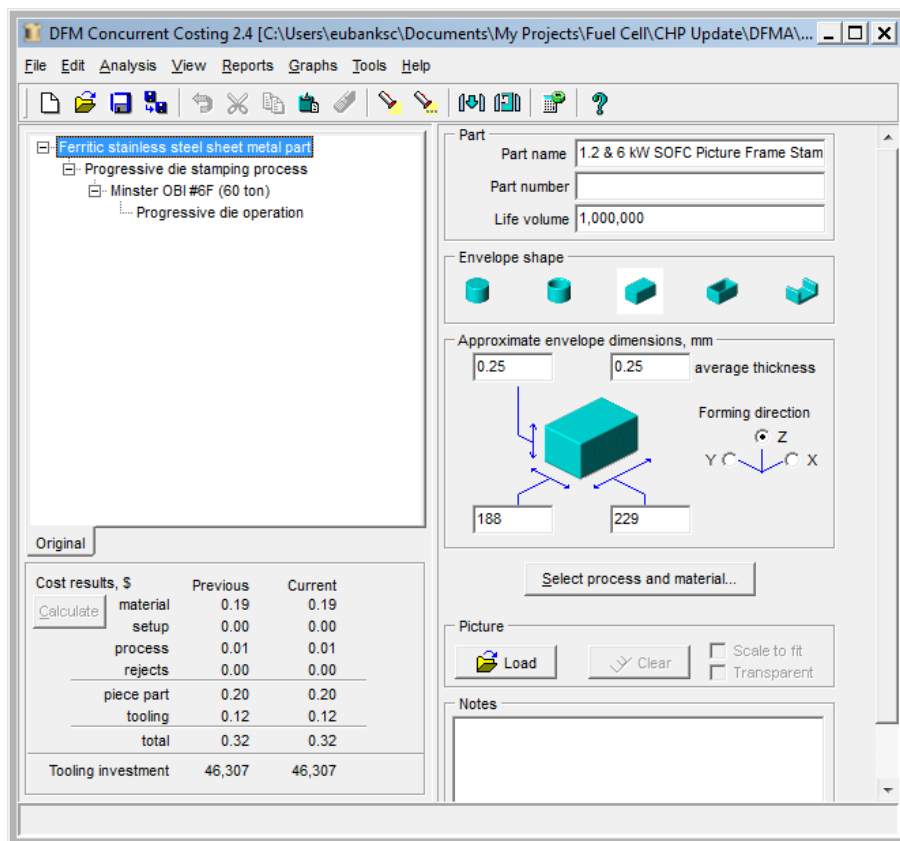 DFM Concurrent Costing 2.4 [C:\Users\eubanksc\Documents\My Projects\Fuel Cell\CHP Update\DFMA\...
File Edit Analysis View Reports Graphs Tools Help
Ferritic stainless steel sheet metal part
Progressive die stamping process
Minster OBI #6F (60 ton)
Progressive die operation
Original
Cost results, $ Previous Current
Calculate
material 0.19 0.19
setup 0.00 0.00
process 0.01 0.01
rejects 0.00 0.00
piece part 0.20 0.20
tooling 0.12 0.12
total 0.32 0.32
Tooling investment 46,307 46,307
Part
Part name 1.2 & 6 kW SOFC Picture Frame Stam
Part number
Life volume 1,000,000
Envelope shape
Approximate envelope dimensions, mm
0.25 0.25 average thickness
Forming direction
Z
Y X
188 229
Select process and material...
Picture
Load Clear Scale to fit
Transparent
Notes